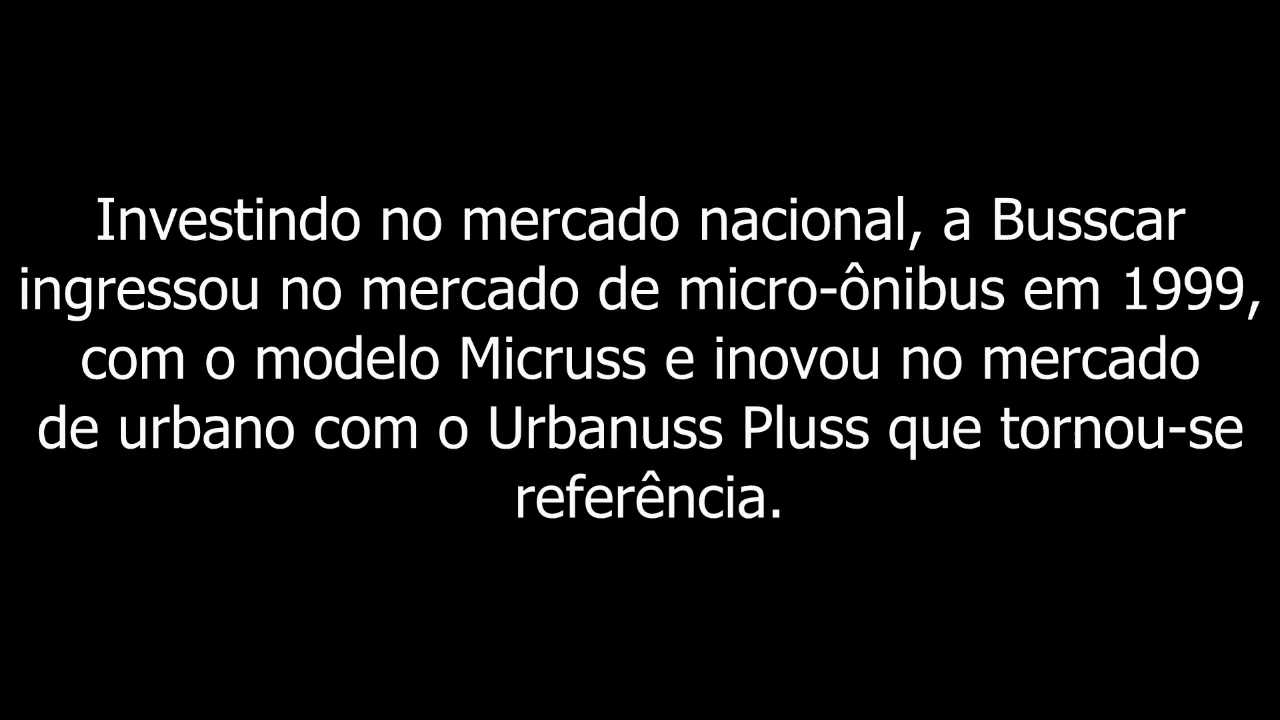 Investindo no mercado nacional, a Busscar
ingressou no mercado de micro-ônibus em 1999,
com o modelo Micruss e inovou no mercado
de urbano com o Urbanuss Pluss que tornou-se
referência.